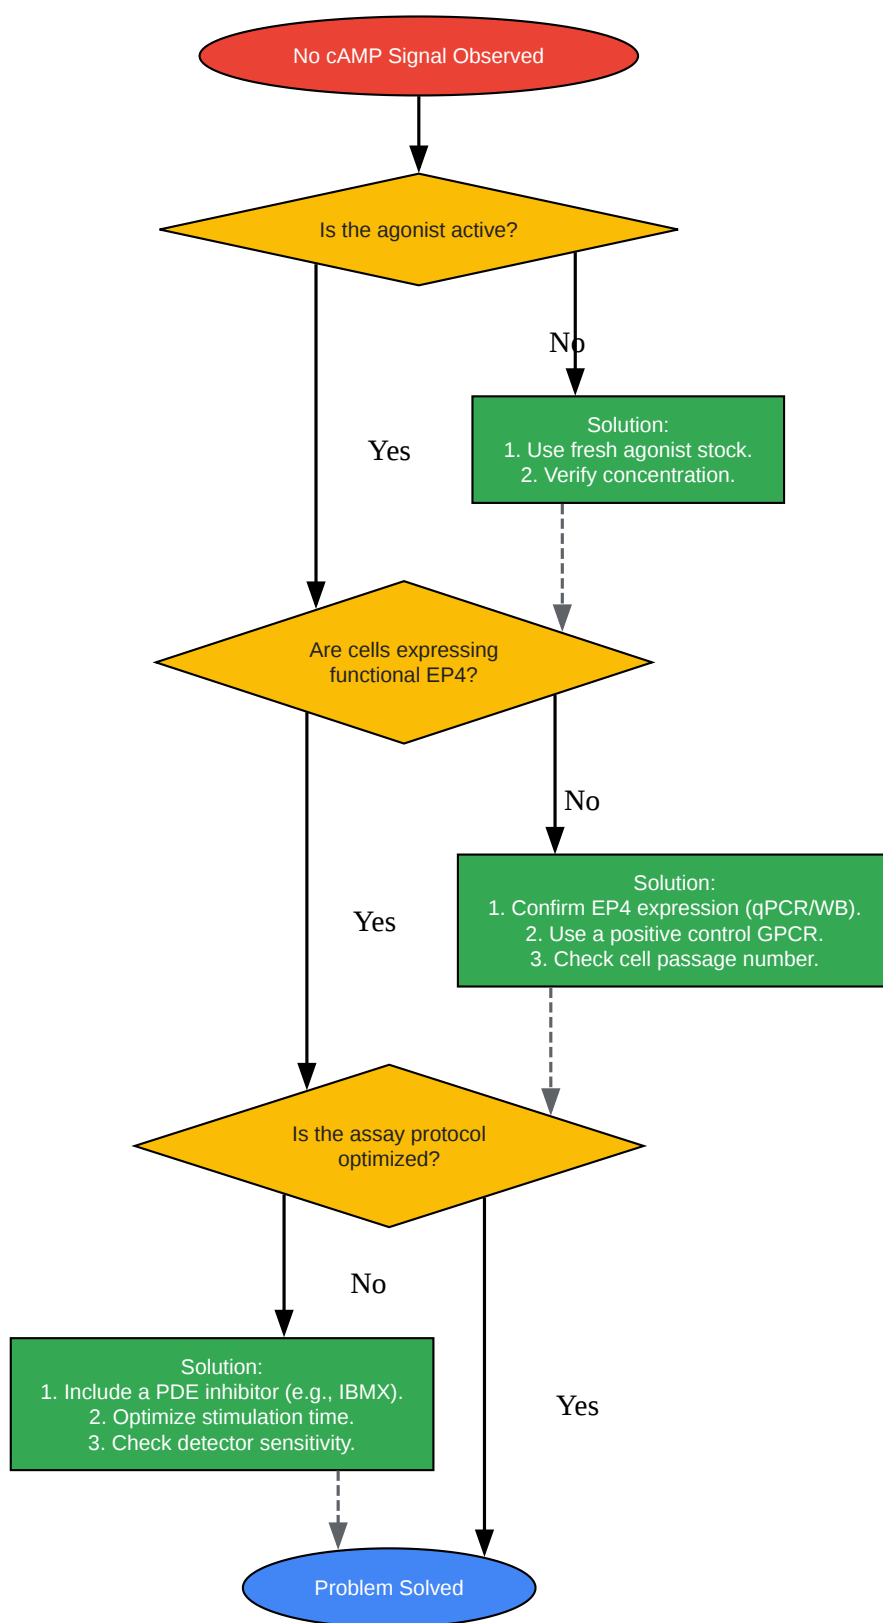 No cAMP Signal Observed
Is the agonist active?
No
Solution:
1. Use fresh agonist stock.
2. Verify concentration.
Yes
Are cells expressing
functional EP4?
No
Solution:
1. Confirm EP4 expression (qPCR/WB).
2. Use a positive control GPCR.
3. Check cell passage number.
Yes
Is the assay protocol
optimized?
No
Solution:
1. Include a PDE inhibitor (e.g., IBMX).
2. Optimize stimulation time.
3. Check detector sensitivity.
Yes
Problem Solved